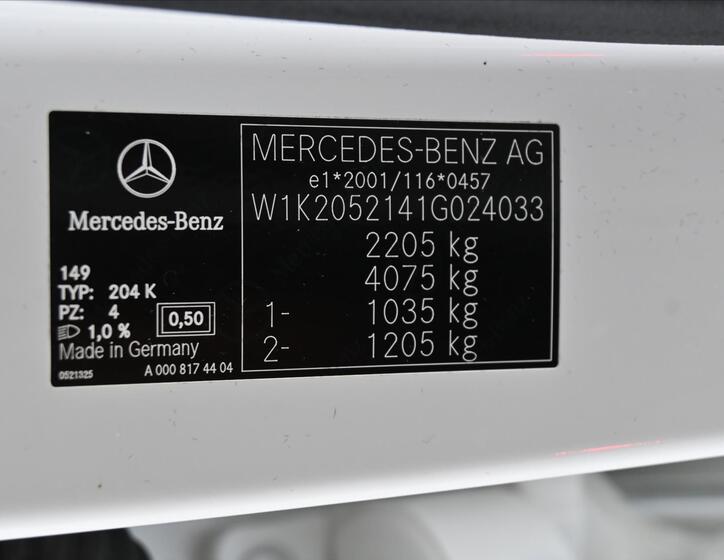 Mercedes-Benz
149
TYP: 204 K
PZ: 4
1,0 %
0,50
Made in Germany
0521325
A 000 817 44 04
MERCEDES-BENZ AG
e1*2001/116*0457
W1K2052141G024033
2205 kg
4075 kg
1- 1035 kg
2- 1205 kg